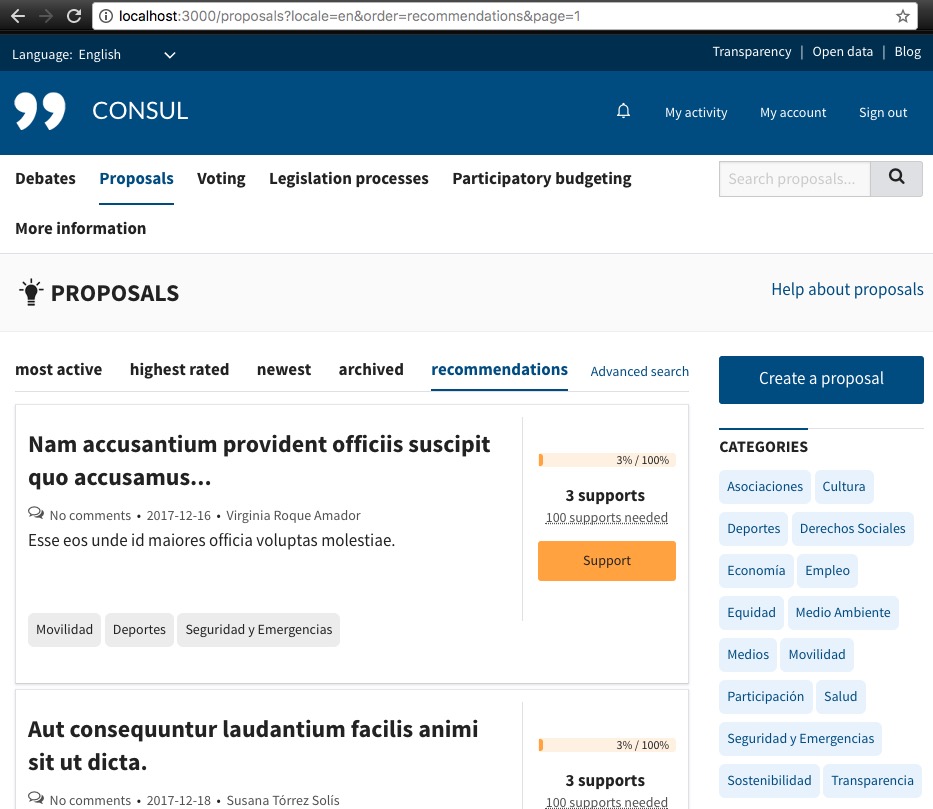 localhost:3000/proposals?locale=en&order=recommendations&page=1
Language: English
Transparency | Open data | Blog
CONSUL
My activity My account Sign out
Debates Proposals Voting Legislation processes Participatory budgeting
Search proposals...
More information
PROPOSALS
Help about proposals
most active highest rated newest archived recommendations Advanced search
Create a proposal
Nam accusantium provident officiis suscipit
quo accusamus...
No comments • 2017-12-16 • Virginia Roque Amador
Esse eos unde id maiores officia voluptas molestiae.
Movilidad Deportes Seguridad y Emergencias
3% / 100%
3 supports
100 supports needed
Support
Aut consequuntur laudantium facilis animi
sit ut dicta.
No comments • 2017-12-18 • Susana Tórrez Solís
3% / 100%
3 supports
100 supports needed
CATEGORIES
Asociaciones Cultura
Deportes Derechos Sociales
Economía Empleo
Equidad Medio Ambiente
Medios Movilidad
Participación Salud
Seguridad y Emergencias
Sostenibilidad Transparencia